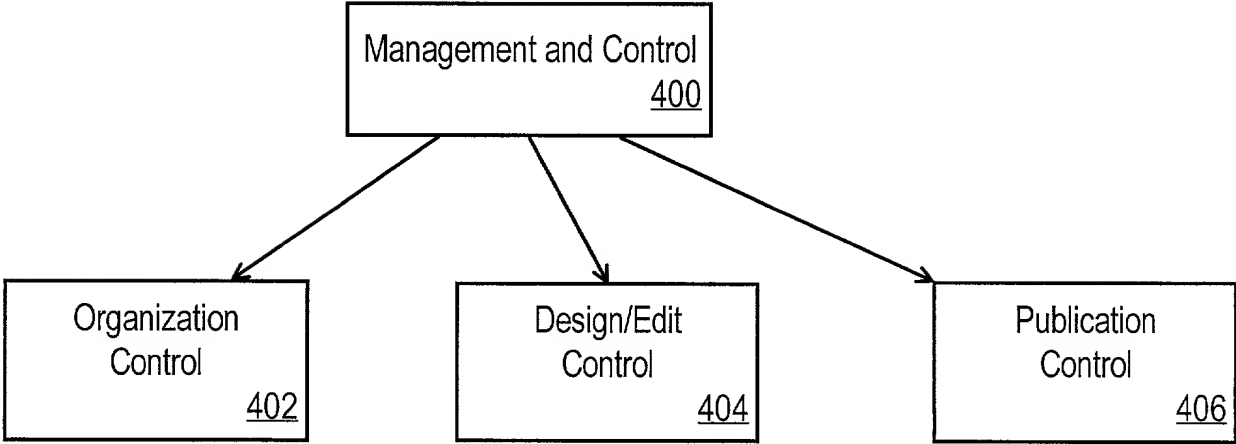 Management and Control
400
Organization
Control
402
Design/Edit
Control
404
Publication
Control
406